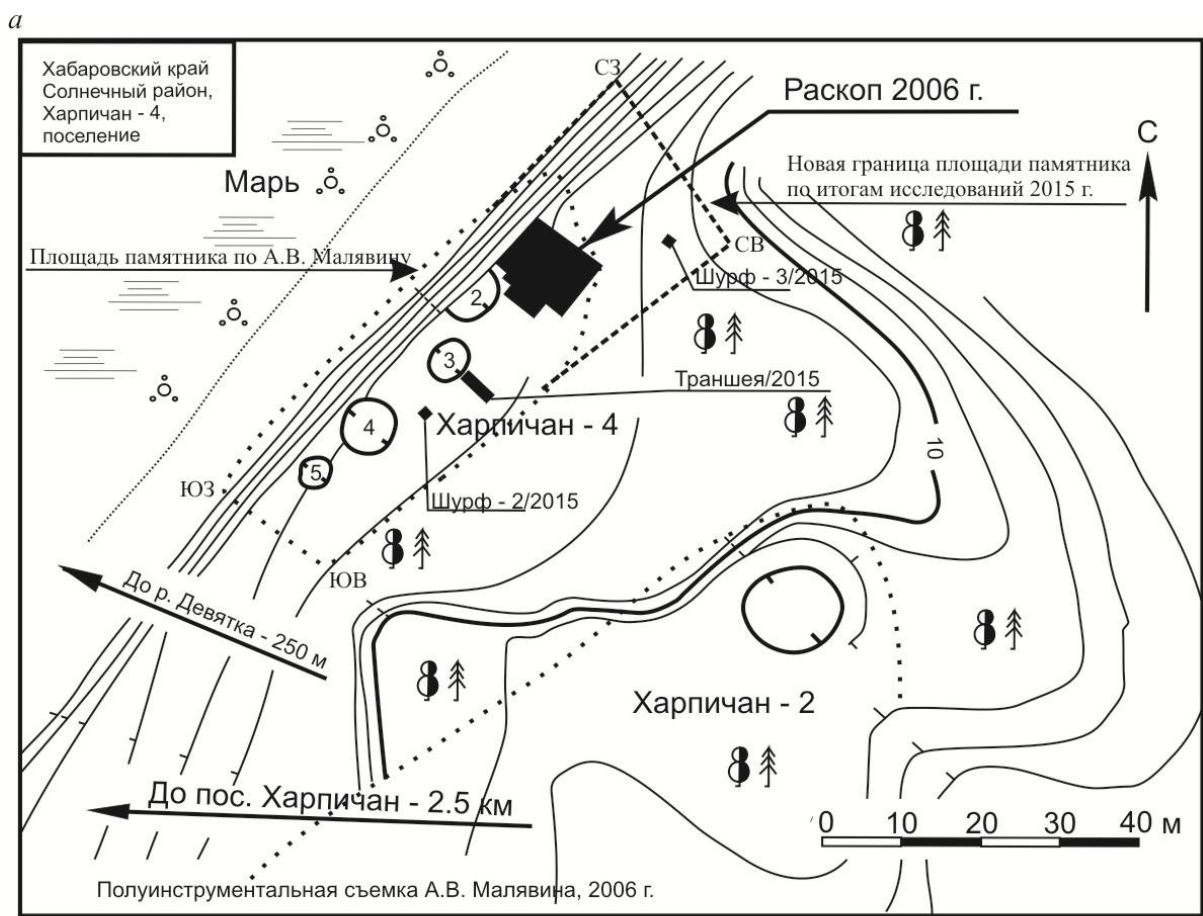 а
Хабаровский край
Солнечный район,
Харпичан - 4,
поселение
СЗ
Раскоп 2006 г.
С
Новая граница площади памятника
по итогам исследований 2015 г.
Марь
СВ
Площадь памятника по А.В. Малявину
Шурф - 3/2015
2
3
Траншея/2015
4
Харпичан - 4
10
5
ЮЗ
Шурф - 2/2015
ЮВ
До р. Девятка - 250 м
Харпичан - 2
До пос. Харпичан - 2.5 км
0 10 20 30 40 м
Полуинструментальная съемка А.В. Малявина, 2006 г.